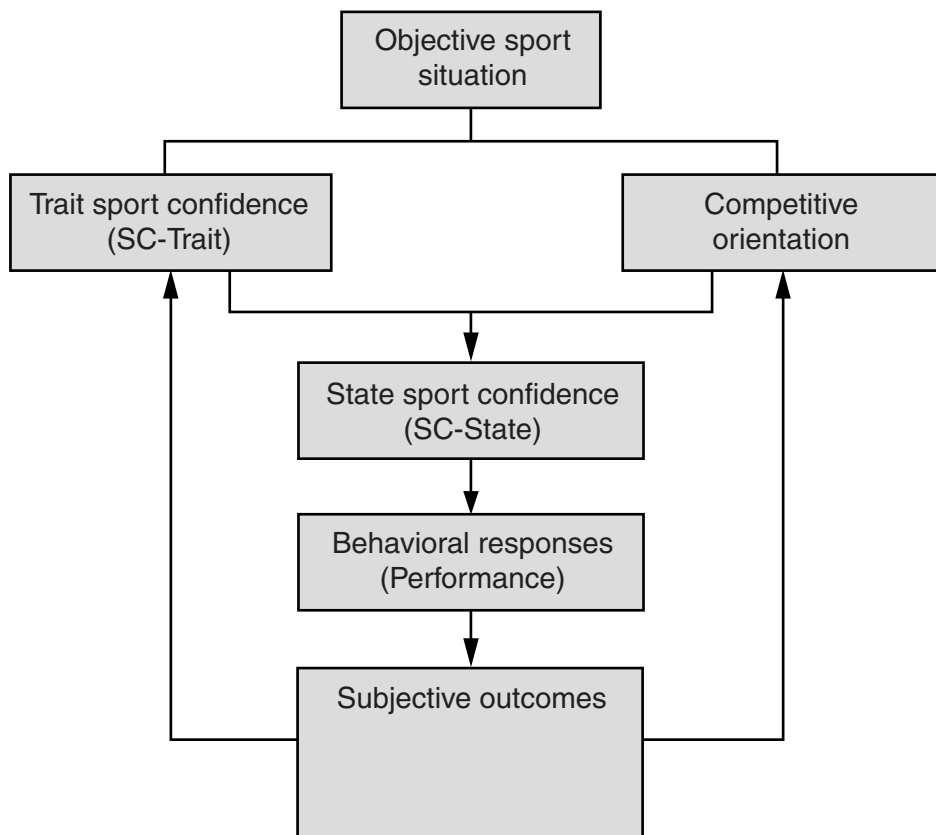 Objective sport
situation
Trait sport confidence
(SC-Trait)
Competitive
orientation
State sport confidence
(SC-State)
Behavioral responses
(Performance)
Subjective outcomes